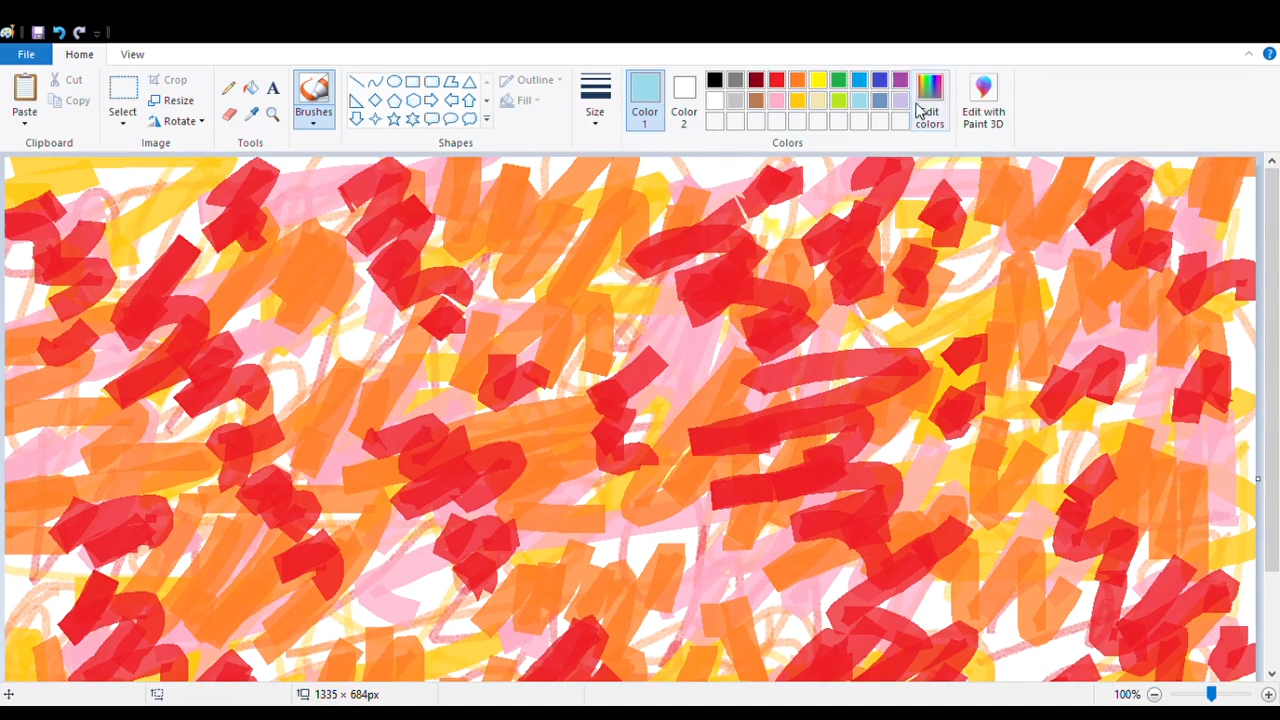 File Home View
Paste
Cut
Copy
Clipboard
Select
Crop
Resize
Rotate
Image
A
Tools
Brushes
Outline
Fill
Shapes
Size
Color 1
Color 2
Edit colors
Colors
Edit with Paint 3D
1335 × 684px
100%